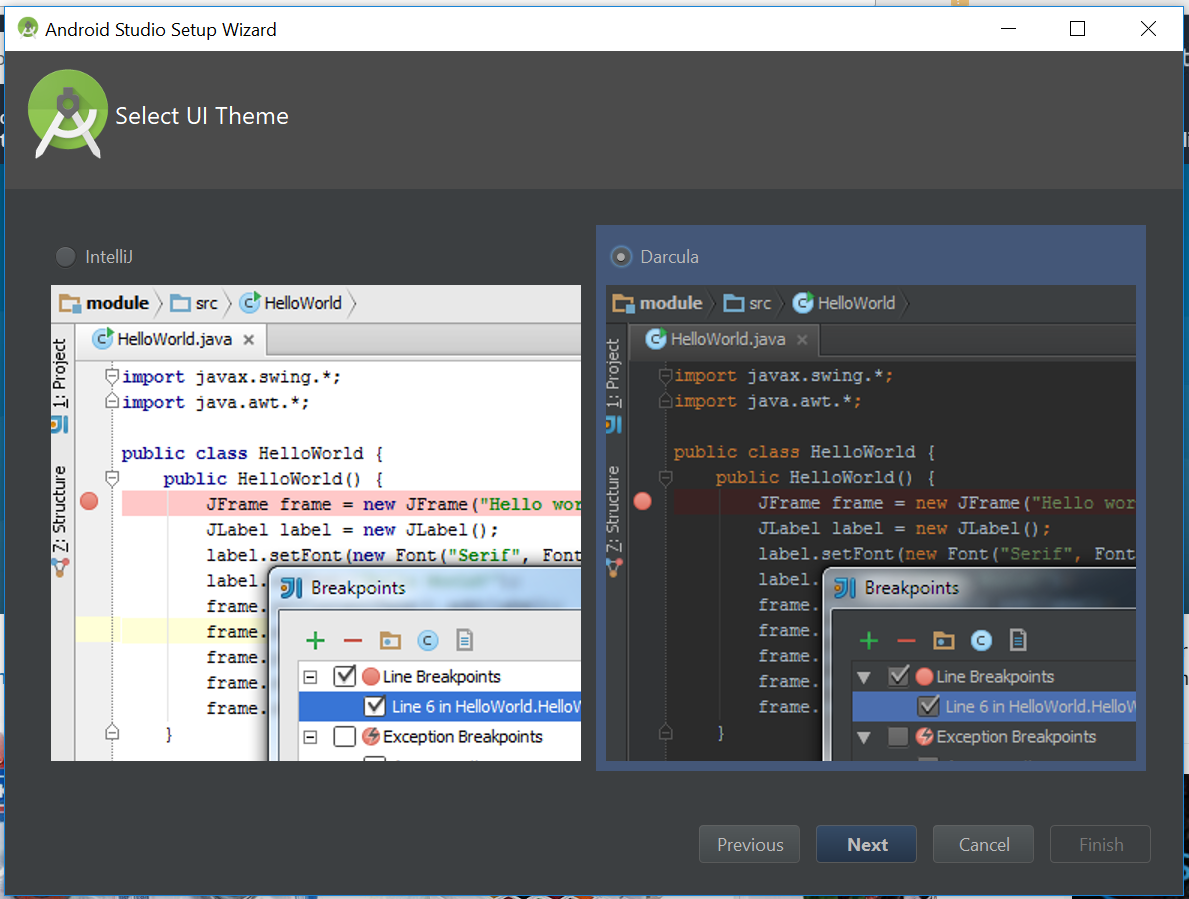 Android Studio Setup Wizard
Select UI Theme
IntelliJ
module src HelloWorld
HelloWorld.java
1: Project
7: Structure
import javax.swing.*;
import java.awt.*;
public class HelloWorld {
public HelloWorld() {
JFrame frame = new JFrame("Hello wor
JLabel label = new JLabel();
label.setFont(new Font("Serif", Font
label.
frame.
frame.
frame.
frame.
frame.
}
Breakpoints
Line Breakpoints
Line 6 in HelloWorld.HelloW
Exception Breakpoints
Darcula
module src HelloWorld
HelloWorld.java
1: Project
7: Structure
import javax.swing.*;
import java.awt.*;
public class HelloWorld {
public HelloWorld() {
JFrame frame = new JFrame("Hello wor
JLabel label = new JLabel();
label.setFont(new Font("Serif", Font
label.
frame.
frame.
frame.
frame.
frame.
}
Breakpoints
Line Breakpoints
Line 6 in HelloWorld.HelloW
Exception Breakpoints
Previous Next Cancel Finish